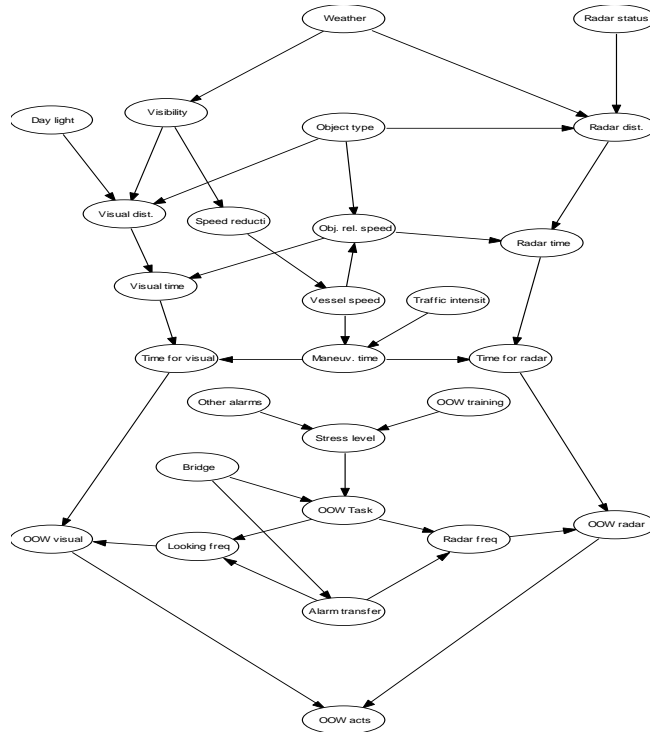 Weather
Radar status
Day light
Visibility
Object type
Radar dist.
Visual dist.
Speed reducti
Obj. rel. speed
Radar time
Visual time
Vessel speed
Traffic intensit
Time for visual
Maneuv. time
Time for radar
Other alarms
OOW training
Stress level
Bridge
OOW Task
OOW visual
Looking freq
Radar freq
OOW radar
Alarm transfer
OOW acts